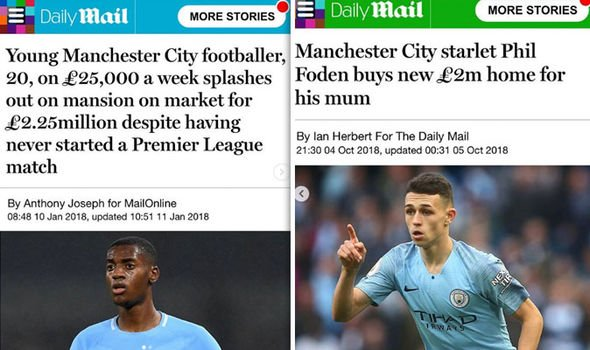 Daily Mail
MORE STORIES
Young Manchester City footballer,
20, on £25,000 a week splashes
out on mansion on market for
£2.25million despite having
never started a Premier League
match
By Anthony Joseph for MailOnline
08:48 10 Jan 2018, updated 10:51 11 Jan 2018
Daily Mail
MORE STORIES
Manchester City starlet Phil
Foden buys new £2m home for
his mum
By Ian Herbert For The Daily Mail
21:30 04 Oct 2018, updated 00:31 05 Oct 2018
ETIHAD
AIRWAYS
NEXEN